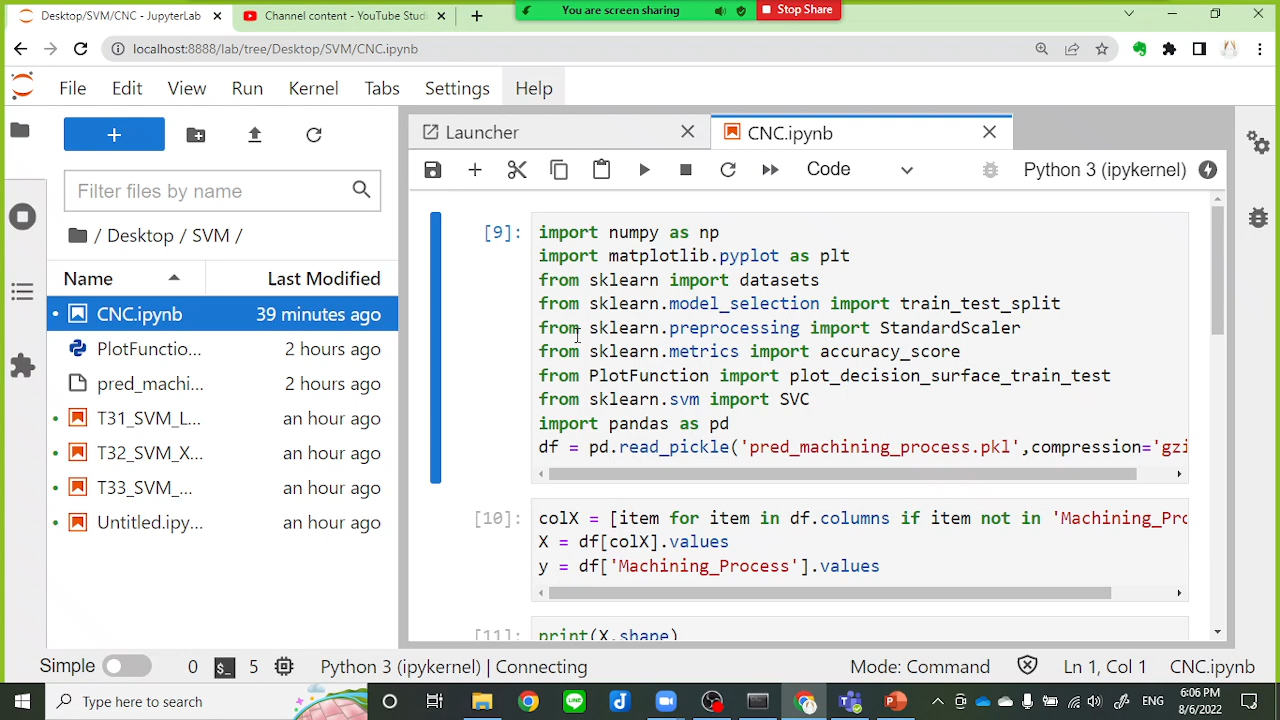 Desktop/SVM/CNC - JupyterLab
Channel content - YouTube Studi
You are screen sharing
Stop Share
localhost:8888/lab/tree/Desktop/SVM/CNC.ipynb
File Edit View Run Kernel Tabs Settings Help
Launcher
CNC.ipynb
Filter files by name
Code
Python 3 (ipykernel)
/ Desktop / SVM /
Name Last Modified
CNC.ipynb 39 minutes ago
PlotFunctio... 2 hours ago
pred_machi... 2 hours ago
T31_SVM_L... an hour ago
T32_SVM_X... an hour ago
T33_SVM_... an hour ago
Untitled.ipy... an hour ago
[9]:
import numpy as np
import matplotlib.pyplot as plt
from sklearn import datasets
from sklearn.model_selection import train_test_split
from sklearn.preprocessing import StandardScaler
from sklearn.metrics import accuracy_score
from PlotFunction import plot_decision_surface_train_test
from sklearn.svm import SVC
import pandas as pd
df = pd.read_pickle('pred_machining_process.pkl',compression='gzi
[10]:
colX = [item for item in df.columns if item not in 'Machining_Pro
X = df[colX].values
y = df['Machining_Process'].values
[11]:
print(X.shape)
Simple 0 5 Python 3 (ipykernel) | Connecting Mode: Command Ln 1, Col 1 CNC.ipynb
Type here to search
ENG
6:06 PM
8/6/2022